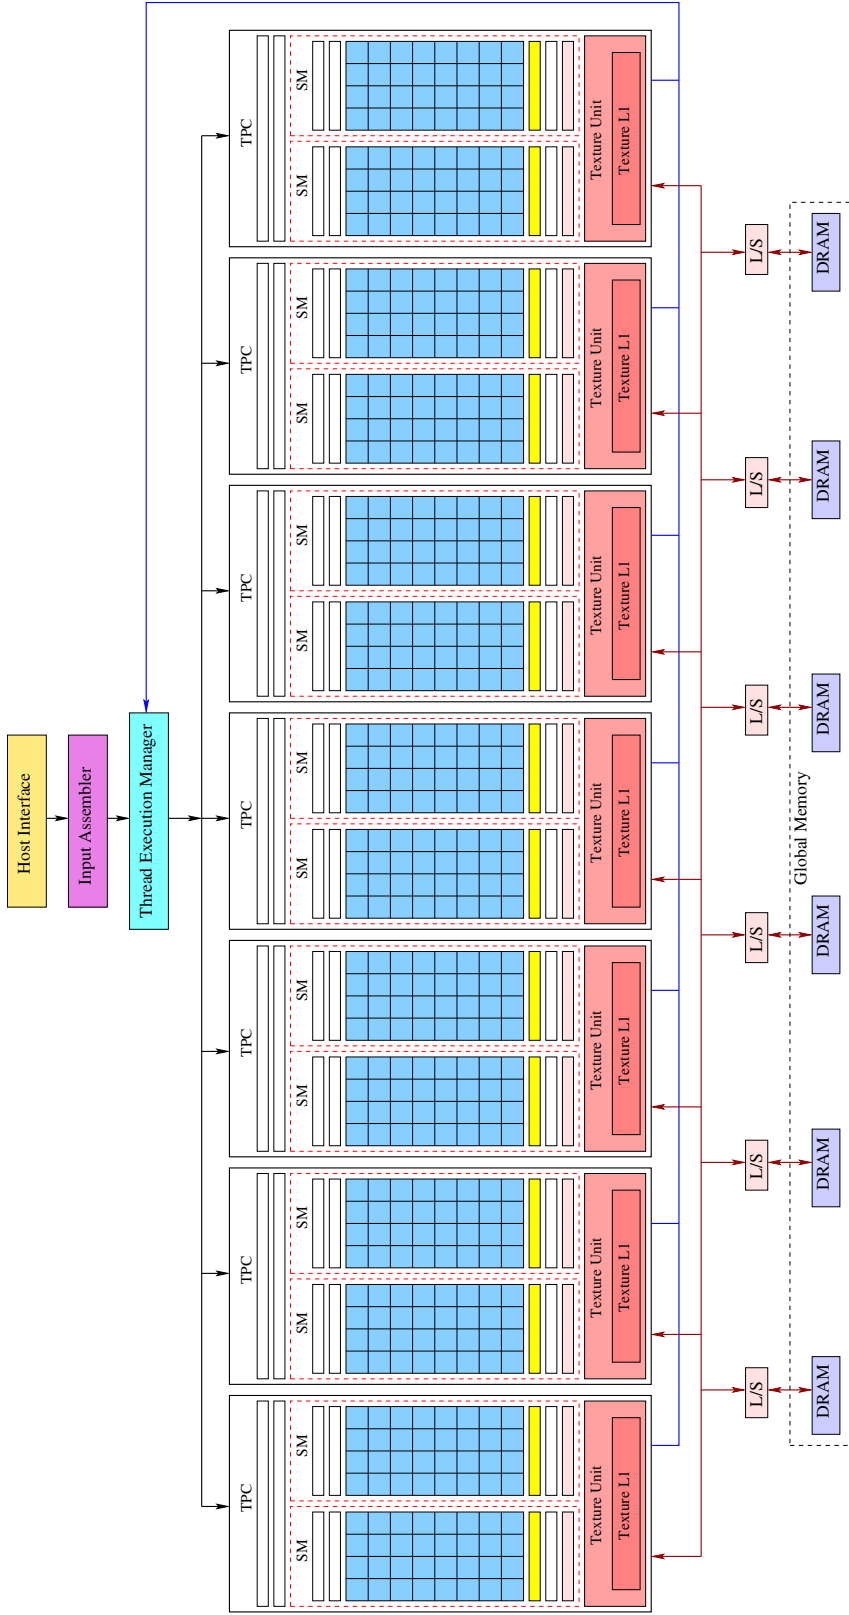 Host Interface
Input Assembler
Thread Execution Manager
TPC
TPC
TPC
TPC
TPC
TPC
TPC
SM
SM
SM
SM
SM
SM
SM
SM
SM
SM
SM
SM
SM
SM
Texture Unit
Texture Unit
Texture Unit
Texture Unit
Texture Unit
Texture Unit
Texture Unit
Texture L1
Texture L1
Texture L1
Texture L1
Texture L1
Texture L1
Texture L1
L/S
L/S
L/S
L/S
L/S
L/S
Global Memory
DRAM
DRAM
DRAM
DRAM
DRAM
DRAM